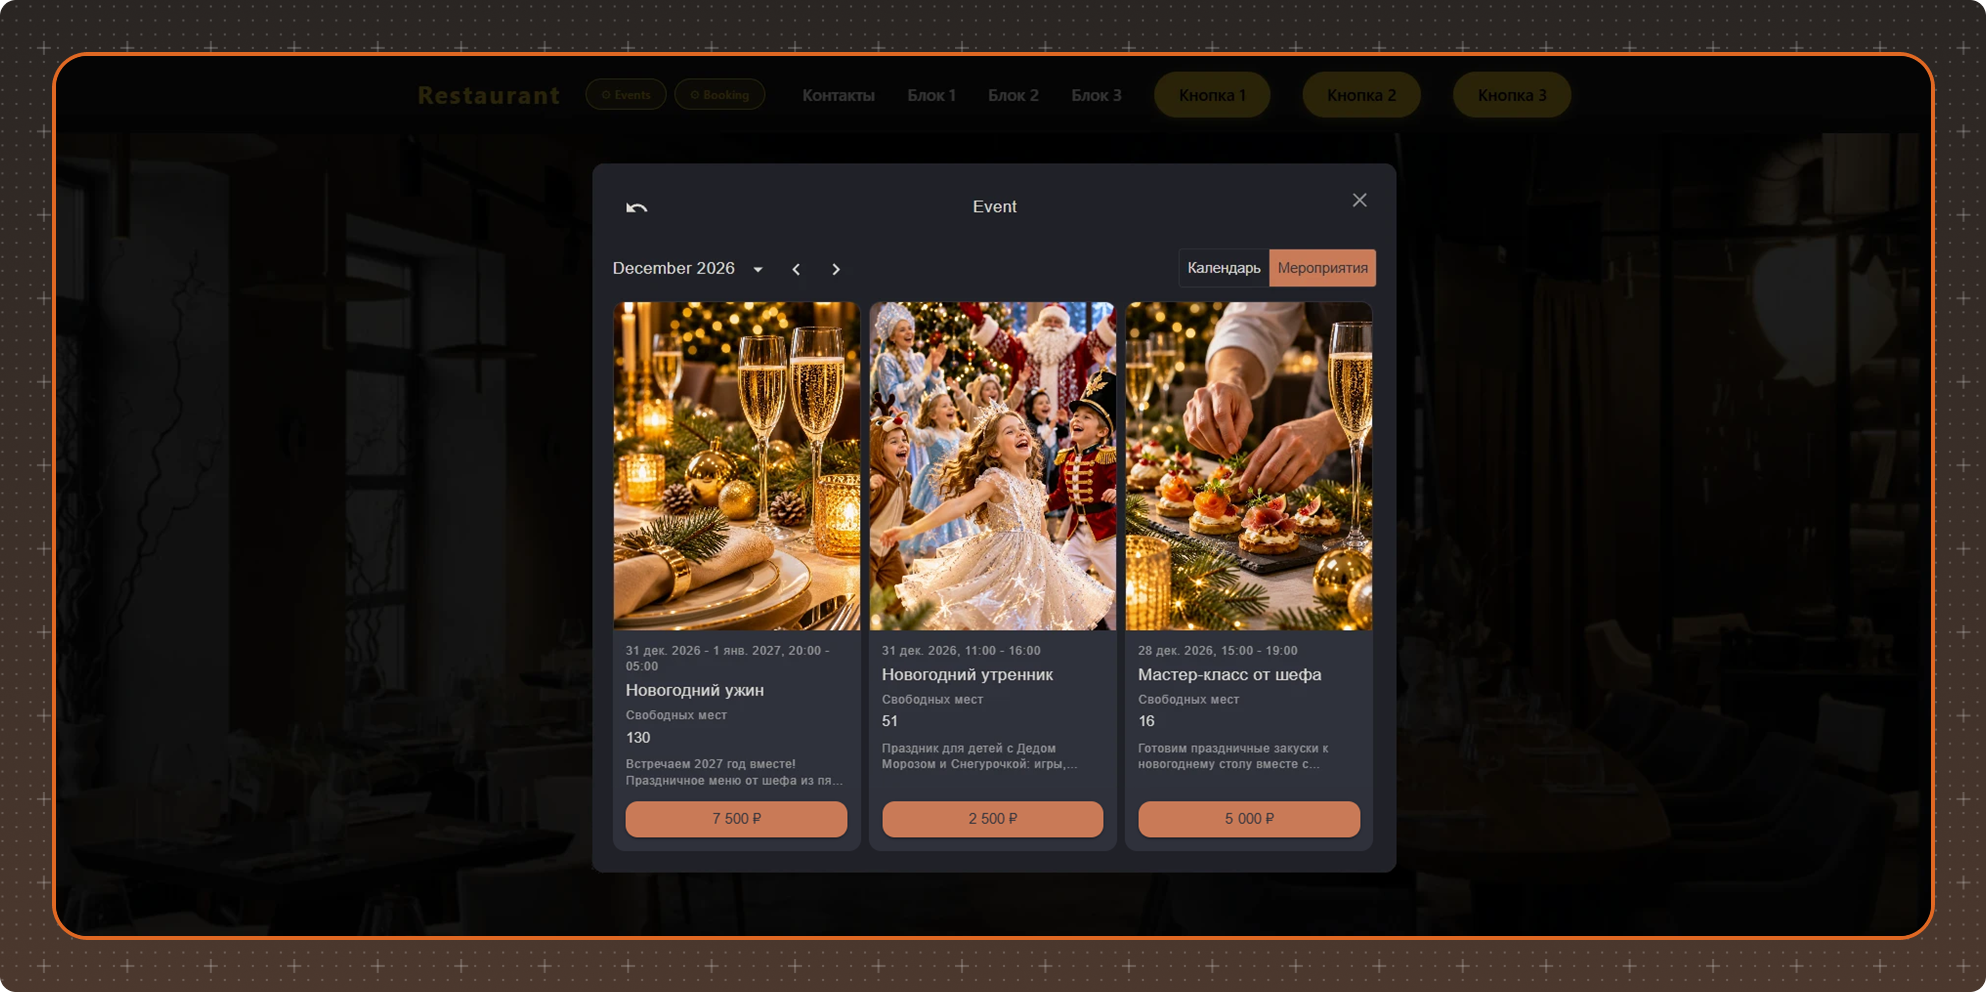 Restaurant
Events
Booking
Контакты
Блок 1
Блок 2
Блок 3
Кнопка 1
Кнопка 2
Кнопка 3
Event
December 2026
Календарь
Мероприятия
31 дек. 2026 - 1 янв. 2027, 20:00 -
05:00
Новогодний ужин
Свободных мест
130
Встречаем 2027 год вместе!
Праздничное меню от шефа из пя...
7 500 ₽
31 дек. 2026, 11:00 - 16:00
Новогодний утренник
Свободных мест
51
Праздник для детей с Дедом
Морозом и Снегурочкой: игры,...
2 500 ₽
28 дек. 2026, 15:00 - 19:00
Мастер-класс от шефа
Свободных мест
16
Готовим праздничные закуски к
новогоднему столу вместе с...
5 000 ₽